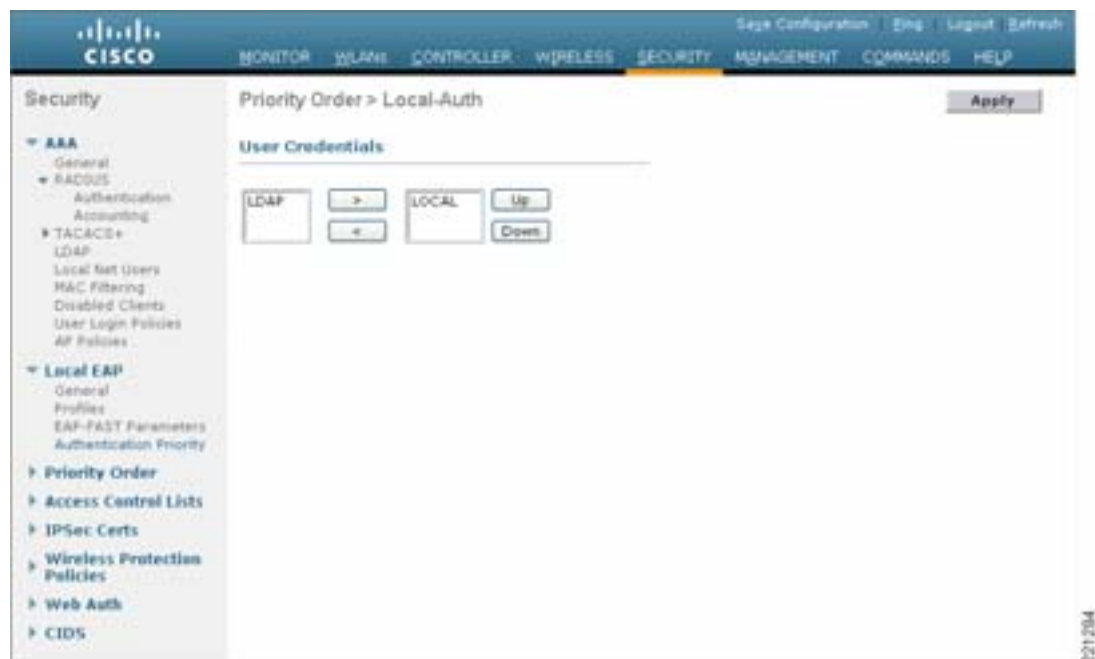 Save Configuration Ping Logout Refresh
CISCO
MONITOR WLANs CONTROLLER WIRELESS SECURITY MANAGEMENT COMMANDS HELP
Security
Priority Order > Local-Auth
Apply
AAA
General
RADIUS
Authentication
Accounting
TACACS+
LDAP
Local Net Users
MAC Filtering
Disabled Clients
User Login Policies
AP Policies
Local EAP
General
Profiles
EAP-FAST Parameters
Authentication Priority
Priority Order
Access Control Lists
IPSec Certs
Wireless Protection
Policies
Web Auth
CIDS
User Credentials
LDAP > LOCAL Up
< Down
221294